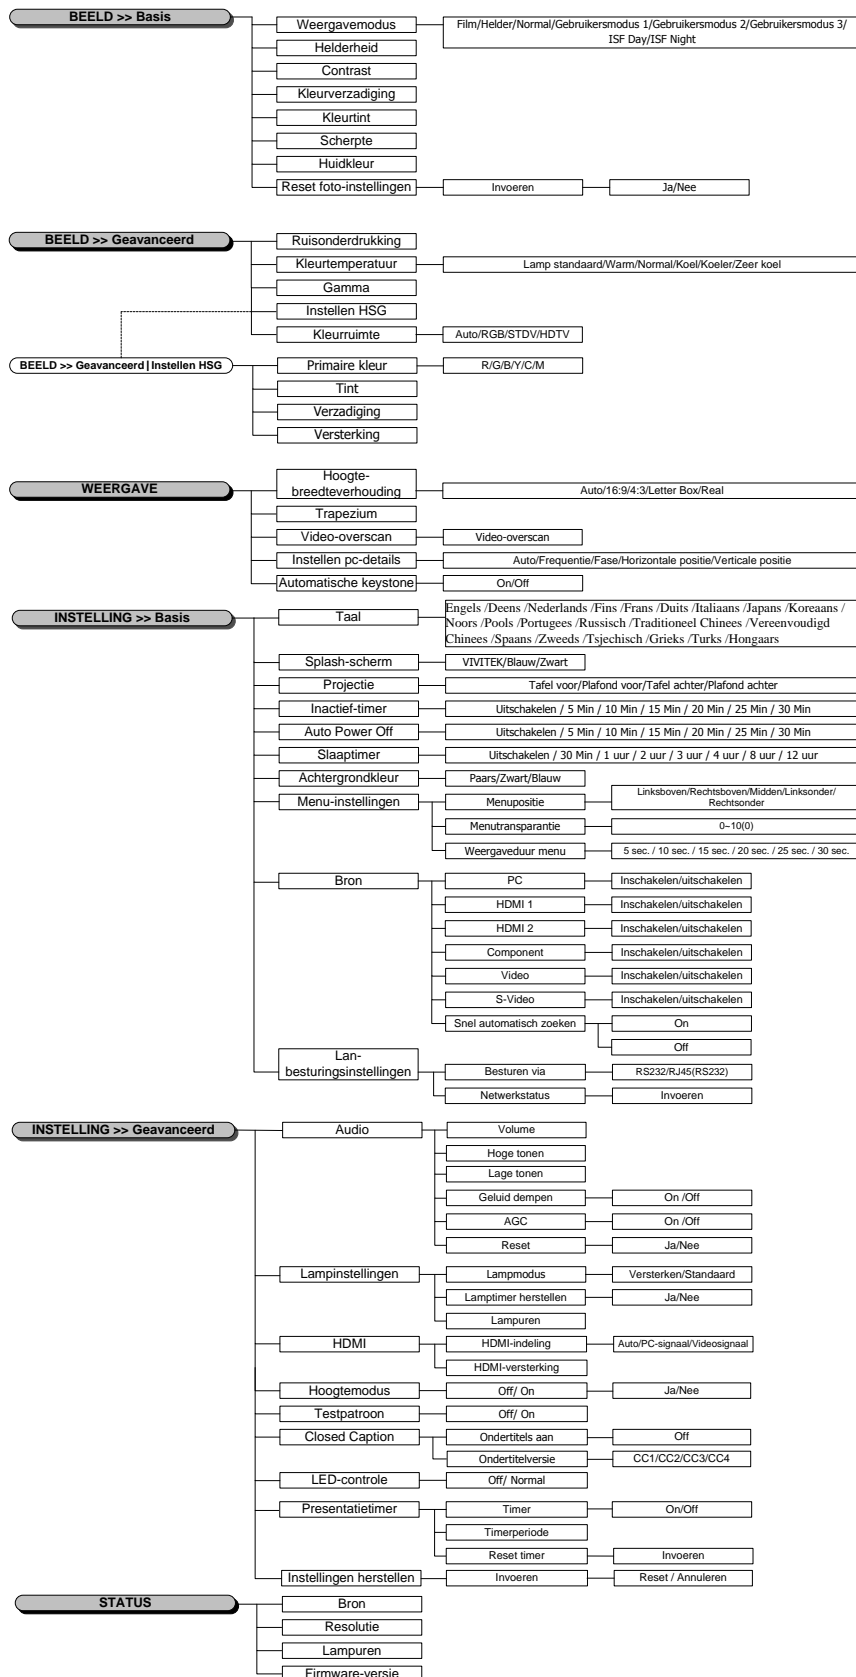 BEELD >> Basis
Weergavemodus
Film/Helder/Normal/Gebruikersmodus 1/Gebruikersmodus 2/Gebruikersmodus 3/
ISF Day/ISF Night
Helderheid
Contrast
Kleurverzadiging
Kleurtint
Scherpte
Huidkleur
Reset foto-instellingen
Invoeren
Ja/Nee
BEELD >> Geavanceerd
Ruisonderdrukking
Kleurtemperatuur
Lamp standaard/Warm/Normal/Koel/Koeler/Zeer koel
Gamma
Instellen HSG
Kleurruimte
Auto/RGB/STDV/HDTV
BEELD >> Geavanceerd | Instellen HSG
Primaire kleur
R/G/B/Y/C/M
Tint
Verzadiging
Versterking
WEERGAVE
Hoogte-
breedteverhouding
Auto/16:9/4:3/Letter Box/Real
Trapezium
Video-overscan
Video-overscan
Instellen pc-details
Auto/Frequentie/Fase/Horizontale positie/Verticale positie
Automatische keystone
On/Off
INSTELLING >> Basis
Taal
Engels /Deens /Nederlands /Fins /Frans /Duits /Italiaans /Japans /Koreaans /
Noors /Pools /Portugees /Russisch /Traditioneel Chinees /Vereenvoudigd
Chinees /Spaans /Zweeds /Tsjechisch /Grieks /Turks /Hongaars
Splash-scherm
VIVITEK/Blauw/Zwart
Projectie
Tafel voor/Plafond voor/Tafel achter/Plafond achter
Inactief-timer
Uitschakelen / 5 Min / 10 Min / 15 Min / 20 Min / 25 Min / 30 Min
Auto Power Off
Uitschakelen / 5 Min / 10 Min / 15 Min / 20 Min / 25 Min / 30 Min
Slaaptimer
Uitschakelen / 30 Min / 1 uur / 2 uur / 3 uur / 4 uur / 8 uur / 12 uur
Achtergrondkleur
Paars/Zwart/Blauw
Menu-instellingen
Menupositie
Linksboven/Rechtsboven/Midden/Linksonder/
Rechtsonder
Menutransparantie
0~10(0)
Weergaveduur menu
5 sec. / 10 sec. / 15 sec. / 20 sec. / 25 sec. / 30 sec.
Bron
PC
Inschakelen/uitschakelen
HDMI 1
Inschakelen/uitschakelen
HDMI 2
Inschakelen/uitschakelen
Component
Inschakelen/uitschakelen
Video
Inschakelen/uitschakelen
S-Video
Inschakelen/uitschakelen
Snel automatisch zoeken
On
Off
Lan-
besturingsinstellingen
Besturen via
RS232/RJ45(RS232)
Netwerkstatus
Invoeren
INSTELLING >> Geavanceerd
Audio
Volume
Hoge tonen
Lage tonen
Geluid dempen
On /Off
AGC
On /Off
Reset
Ja/Nee
Lampinstellingen
Lampmodus
Versterken/Standaard
Lamptimer herstellen
Ja/Nee
Lampuren
HDMI
HDMI-indeling
Auto/PC-signaal/Videosignaal
HDMI-versterking
Hoogtemodus
Off/ On
Ja/Nee
Testpatroon
Off/ On
Closed Caption
Ondertitels aan
Off
Ondertitelversie
CC1/CC2/CC3/CC4
LED-controle
Off/ Normal
Presentatietimer
Timer
On/Off
Timerperiode
Reset timer
Invoeren
Instellingen herstellen
Invoeren
Reset / Annuleren
STATUS
Bron
Resolutie
Lampuren
Firmware-versie